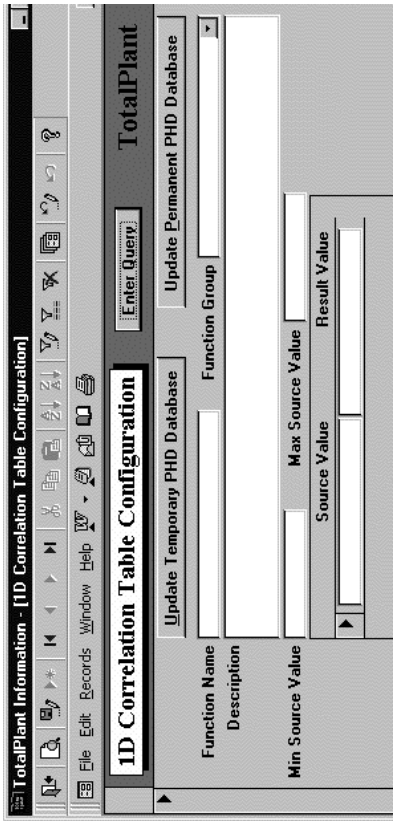 TotalPlant Information - [1D Correlation Table Configuration]
File Edit Records Window Help
1D Correlation Table Configuration
Enter Query
TotalPlant
Update Temporary PHD Database
Update Permanent PHD Database
Function Name
Function Group
Description
Min Source Value
Max Source Value
Source Value
Result Value